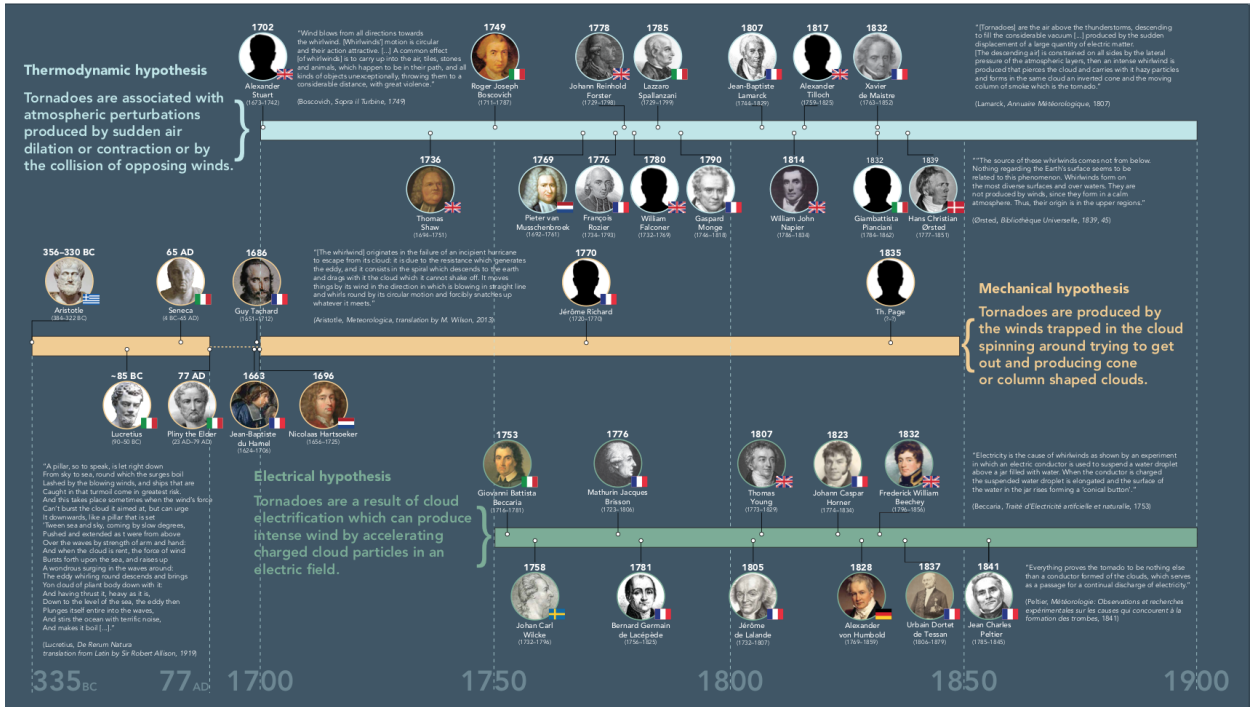 1702
Alexander
Stuart
(1673–1742)
"Wind blows from all directions towards
the whirlwind. [Whirlwinds'] motion is circular
and their action attractive. [...] A common effect
[of whirlwinds] is to carry up into the air, tiles, stones
and animals, which happen to be in their path, and all
kinds of objects unexceptionally, throwing them to a
considerable distance, with great violence."
(Boscovich, Sopra il Turbine, 1749)
1749
Roger Joseph
Boscovich
(1711–1787)
1778
Johann Reinhold
Forster
(1729–1798)
1785
Lazzaro
Spallanzani
(1729–1799)
1807
Jean-Baptiste
Lamarck
(1744–1829)
1817
Alexander
Tilloch
(1759–1825)
1832
Xavier
de Maistre
(1763–1852)
"[Tornadoes] are the air above the thunderstorms, descending
to fill the considerable vacuum [...] produced by the sudden
displacement of a large quantity of electric matter.
[The descending air] is constrained on all sides by the lateral
pressure of the atmospheric layers, then an intense whirlwind is
produced that pierces the cloud and carries with it hazy particles
and forms in the same cloud an inverted cone and the moving
column of smoke which is the tornado."
(Lamarck, Annuaire Météorologique, 1807)
Thermodynamic hypothesis
Tornadoes are associated with
atmospheric perturbations
produced by sudden air
dilation or contraction or by
the collision of opposing winds.
1736
Thomas
Shaw
(1694–1751)
1769
Pieter van
Musschenbroek
(1692–1761)
1776
François
Rozier
(1734–1793)
1780
William
Falconer
(1732–1769)
1790
Gaspard
Monge
(1746–1818)
1814
William John
Napier
(1786–1834)
1832
Giambattista
Pianciani
(1784–1862)
1839
Hans Christian
Ørsted
(1777–1851)
""The source of these whirlwinds comes not from below.
Nothing regarding the Earth's surface seems to be
related to this phenomenon. Whirlwinds form on
the most diverse surfaces and over waters. They are
not produced by winds, since they form in a calm
atmosphere. Thus, their origin is in the upper regions."
(Ørsted, Bibliothèque Universelle, 1839, 45)
356–330 BC
Aristotle
(384–322 BC)
65 AD
Seneca
(4 BC–65 AD)
1686
Guy Tachard
(1651–1712)
"[The whirlwind] originates in the failure of an incipient hurricane
to escape from its cloud: it is due to the resistance which generates
the eddy, and it consists in the spiral which descends to the earth
and drags with it the cloud which it cannot shake off. It moves
things by its wind in the direction in which is blowing in straight line
and whirls round by its circular motion and forcibly snatches up
whatever it meets."
(Aristotle, Meteorologica, translation by M. Wilson, 2013)
1770
Jérôme Richard
(1720–1770)
1835
Th. Page
(?–?)
Mechanical hypothesis
Tornadoes are produced by
the winds trapped in the cloud
spinning around trying to get
out and producing cone
or column shaped clouds.
~85 BC
Lucretius
(90–50 BC)
77 AD
Pliny the Elder
(23 AD–79 AD)
1663
Jean-Baptiste
du Hamel
(1624–1706)
1696
Nicolaas Hartsoeker
(1656–1725)
"A pillar, so to speak, is let right down
From sky to sea, round which the surges boil
Lashed by the blowing winds, and ships that are
Caught in that turmoil come in greatest risk.
And this takes place sometimes when the wind's force
Can't burst the cloud it aimed at, but can urge
It downwards, like a pillar that is set
'Tween sea and sky, coming by slow degrees,
Pushed and extended as t were from above
Over the waves by strength of arm and hand:
And when the cloud is rent, the force of wind
Bursts forth upon the sea, and raises up
A wondrous surging in the waves around:
The eddy whirling round descends and brings
Yon cloud of pliant body down with it:
And having thrust it, heavy as it is,
Down to the level of the sea, the eddy then
Plunges itself entire into the waves,
And stirs the ocean with terrific noise,
And makes it boil [...]."
(Lucretius, De Rerum Natura
translation from Latin by Sir Robert Allison, 1919)
Electrical hypothesis
Tornadoes are a result of cloud
electrification which can produce
intense wind by accelerating
charged cloud particles in an
electric field.
1753
Giovanni Battista
Beccaria
(1716–1781)
1776
Mathurin Jacques
Brisson
(1723–1806)
1807
Thomas
Young
(1773–1829)
1823
Johann Caspar
Horner
(1774–1834)
1832
Frederick William
Beechey
(1796–1856)
"Electricity is the cause of whirlwinds as shown by an experiment
in which an electric conductor is used to suspend a water droplet
above a jar filled with water. When the conductor is charged
the suspended water droplet is elongated and the surface of
the water in the jar rises forming a 'conical button'."
(Beccaria, Traité d'Electricité artificielle et naturalle, 1753)
1758
Johan Carl
Wilcke
(1732–1796)
1781
Bernard Germain
de Lacépède
(1756–1825)
1805
Jérôme
de Lalande
(1732–1807)
1828
Alexander
von Humbold
(1769–1859)
1837
Urbain Dortet
de Tessan
(1804–1879)
1841
Jean Charles
Peltier
(1785–1845)
"Everything proves the tornado to be nothing else
than a conductor formed of the clouds, which serves
as a passage for a continual discharge of electricity."
(Peltier, Météorologie: Observations et recherches
expérimentales sur les causes qui concourent à la
formation des trombes, 1841)
335 BC
77 AD
1700
1750
1800
1850
1900